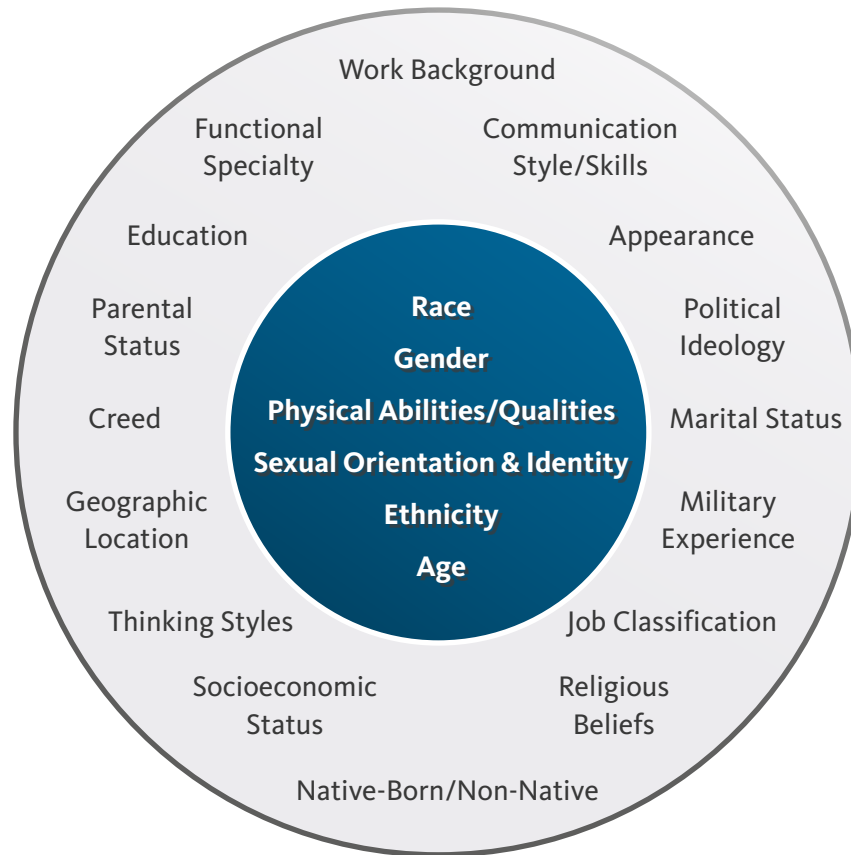 Work Background
Functional
Specialty
Communication
Style/Skills
Education
Appearance
Parental
Status
Political
Ideology
Creed
Marital Status
Geographic
Location
Military
Experience
Thinking Styles
Job Classification
Socioeconomic
Status
Religious
Beliefs
Native-Born/Non-Native
Race
Gender
Physical Abilities/Qualities
Sexual Orientation & Identity
Ethnicity
Age